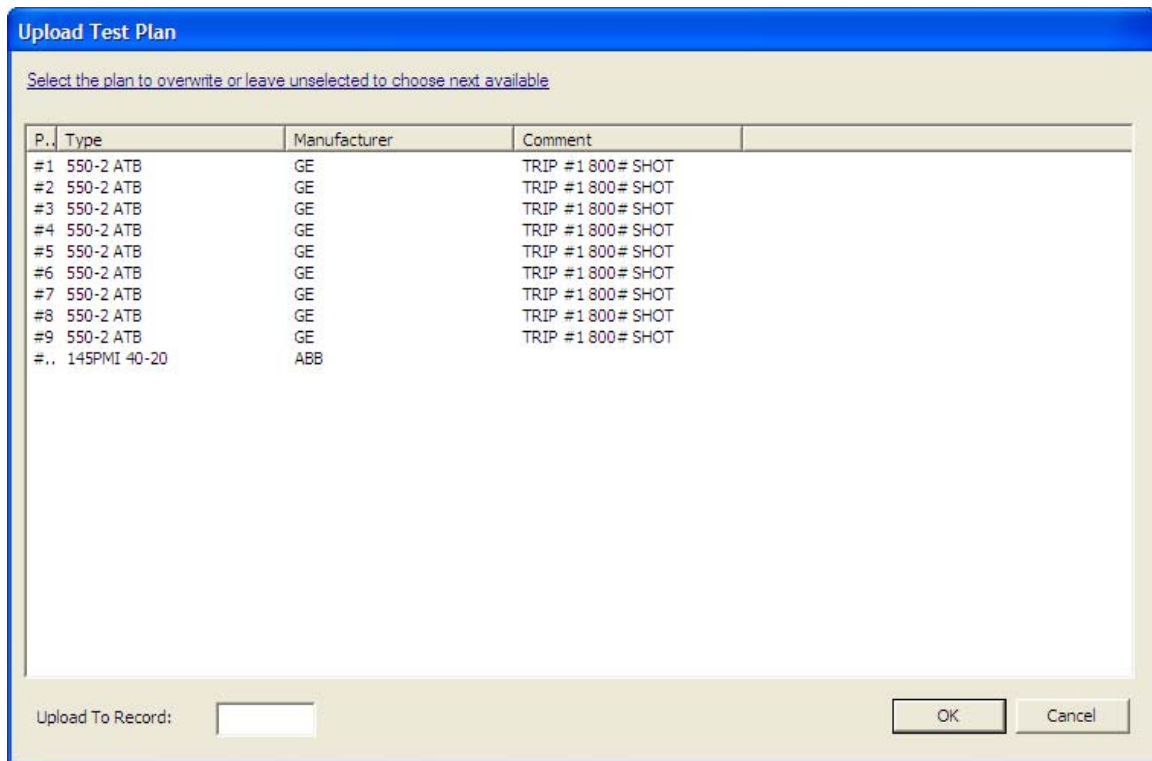 Upload Test Plan
Select the plan to overwrite or leave unselected to choose next available
P.. Type Manufacturer Comment
#1 550-2 ATB GE TRIP #1 800# SHOT
#2 550-2 ATB GE TRIP #1 800# SHOT
#3 550-2 ATB GE TRIP #1 800# SHOT
#4 550-2 ATB GE TRIP #1 800# SHOT
#5 550-2 ATB GE TRIP #1 800# SHOT
#6 550-2 ATB GE TRIP #1 800# SHOT
#7 550-2 ATB GE TRIP #1 800# SHOT
#8 550-2 ATB GE TRIP #1 800# SHOT
#9 550-2 ATB GE TRIP #1 800# SHOT
#.. 145PMI 40-20 ABB
Upload To Record: OK Cancel